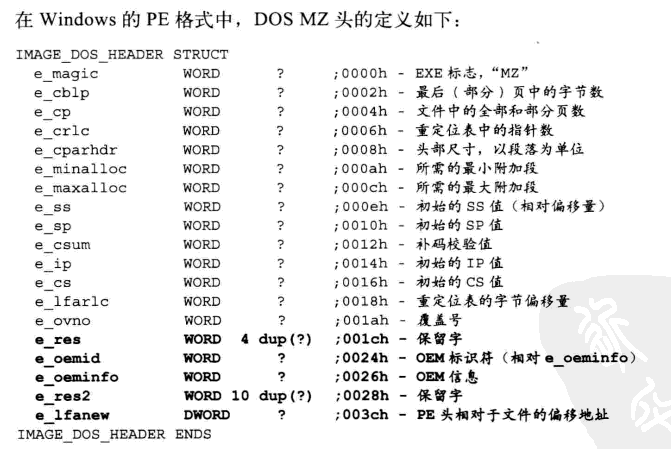 在 Windows 的 PE 格式中，DOS MZ 头的定义如下：
IMAGE_DOS_HEADER STRUCT
e_magic WORD ? ;0000h - EXE 标志，“MZ”
e_cblp WORD ? ;0002h - 最后（部分）页中的字节数
e_cp WORD ? ;0004h - 文件中的全部和部分页数
e_crlc WORD ? ;0006h - 重定位表中的指针数
e_cparhdr WORD ? ;0008h - 头部尺寸，以段落为单位
e_minalloc WORD ? ;000ah - 所需的最小附加段
e_maxalloc WORD ? ;000ch - 所需的最大附加段
e_ss WORD ? ;000eh - 初始的 SS 值（相对偏移量）
e_sp WORD ? ;0010h - 初始的 SP 值
e_csum WORD ? ;0012h - 补码校验值
e_ip WORD ? ;0014h - 初始的 IP 值
e_cs WORD ? ;0016h - 初始的 CS 值
e_lfarlc WORD ? ;0018h - 重定位表的字节偏移量
e_ovno WORD ? ;001ah - 覆盖号
e_res WORD 4 dup(?) ;001ch - 保留字
e_oemid WORD ? ;0024h - OEM 标识符（相对 e_oeminfo）
e_oeminfo WORD ? ;0026h - OEM 信息
e_res2 WORD 10 dup(?) ;0028h - 保留字
e_lfanew DWORD ? ;003ch - PE 头相对于文件的偏移地址
IMAGE_DOS_HEADER ENDS